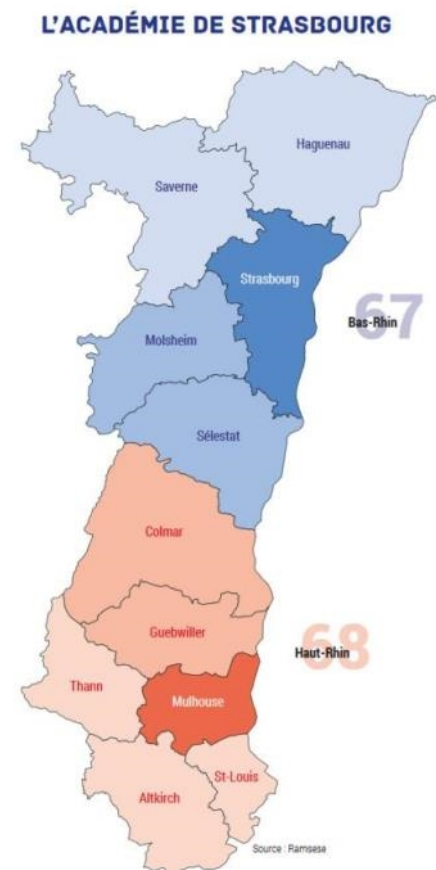 L'ACADÉMIE DE STRASBOURG
Haguenau
Saverne
Strasbourg
67
Bas-Rhin
Molsheim
Sélestat
Colmar
Guebwiller
68
Haut-Rhin
Thann
Mulhouse
St-Louis
Altkirch
Source : Ramsese